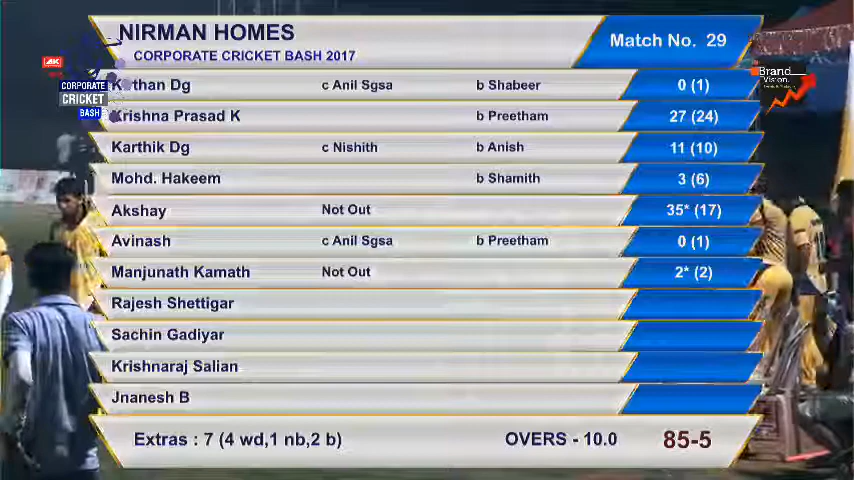 NIRMAN HOMES
CORPORATE CRICKET BASH 2017
Match No. 29
4K
CORPORATE
CRICKET
BASH
Brand
Vision
than Dg c Anil Sgsa b Shabeer 0 (1)
Krishna Prasad K b Preetham 27 (24)
Karthik Dg c Nishith b Anish 11 (10)
Mohd. Hakeem b Shamith 3 (6)
Akshay Not Out 35* (17)
Avinash c Anil Sgsa b Preetham 0 (1)
Manjunath Kamath Not Out 2* (2)
Rajesh Shettigar
Sachin Gadiyar
Krishnaraj Salian
Jnanesh B
Extras : 7 (4 wd,1 nb,2 b) OVERS - 10.0 85-5